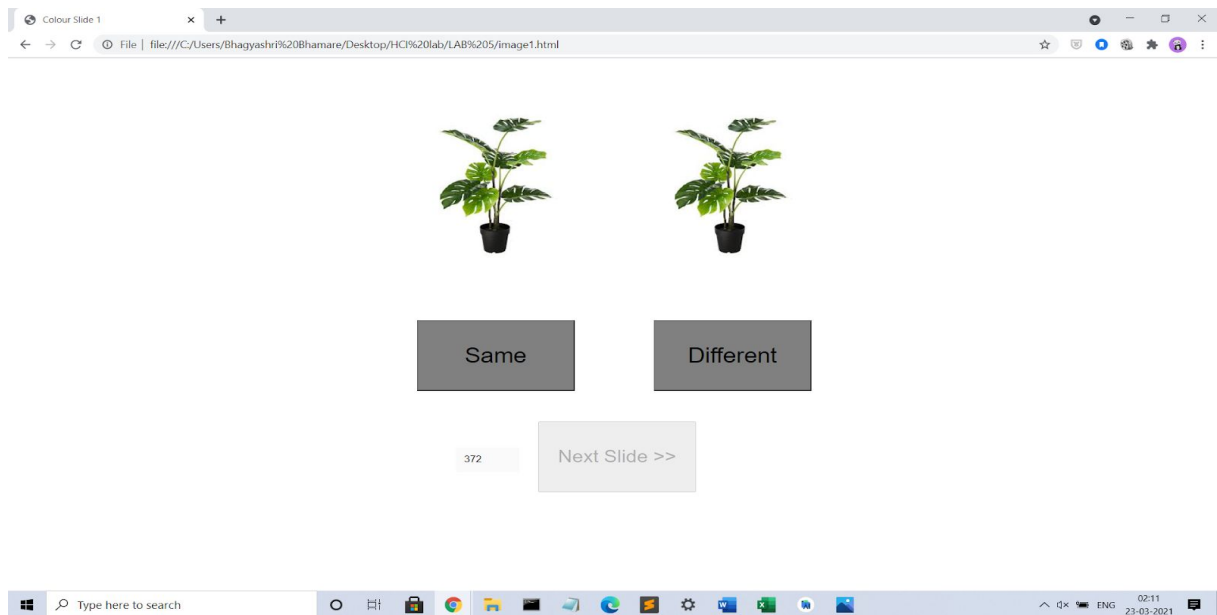 Colour Slide 1
File | file:///C:/Users/Bhagyashri%20Bhamare/Desktop/HCI%20lab/LAB%205/image1.html
Same Different
372 Next Slide >>
Type here to search ENG 02:11
23-03-2021